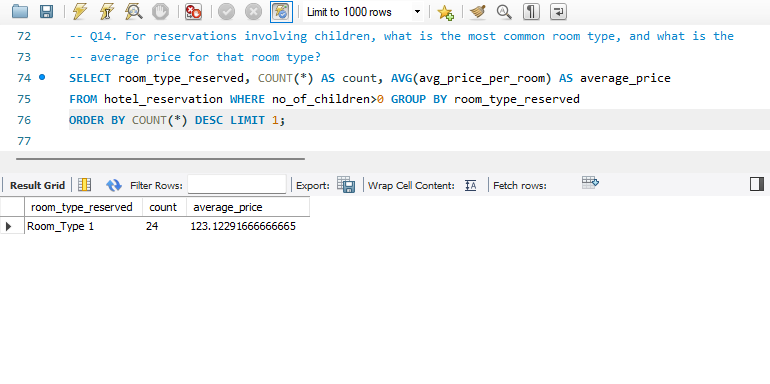 Limit to 1000 rows
72 -- Q14. For reservations involving children, what is the most common room type, and what is the
73 -- average price for that room type?
74 SELECT room_type_reserved, COUNT(*) AS count, AVG(avg_price_per_room) AS average_price
75 FROM hotel_reservation WHERE no_of_children>0 GROUP BY room_type_reserved
76 ORDER BY COUNT(*) DESC LIMIT 1;
77
Result Grid Filter Rows: Export: Wrap Cell Content: Fetch rows:
room_type_reserved count average_price
Room_Type 1 24 123.12291666666665